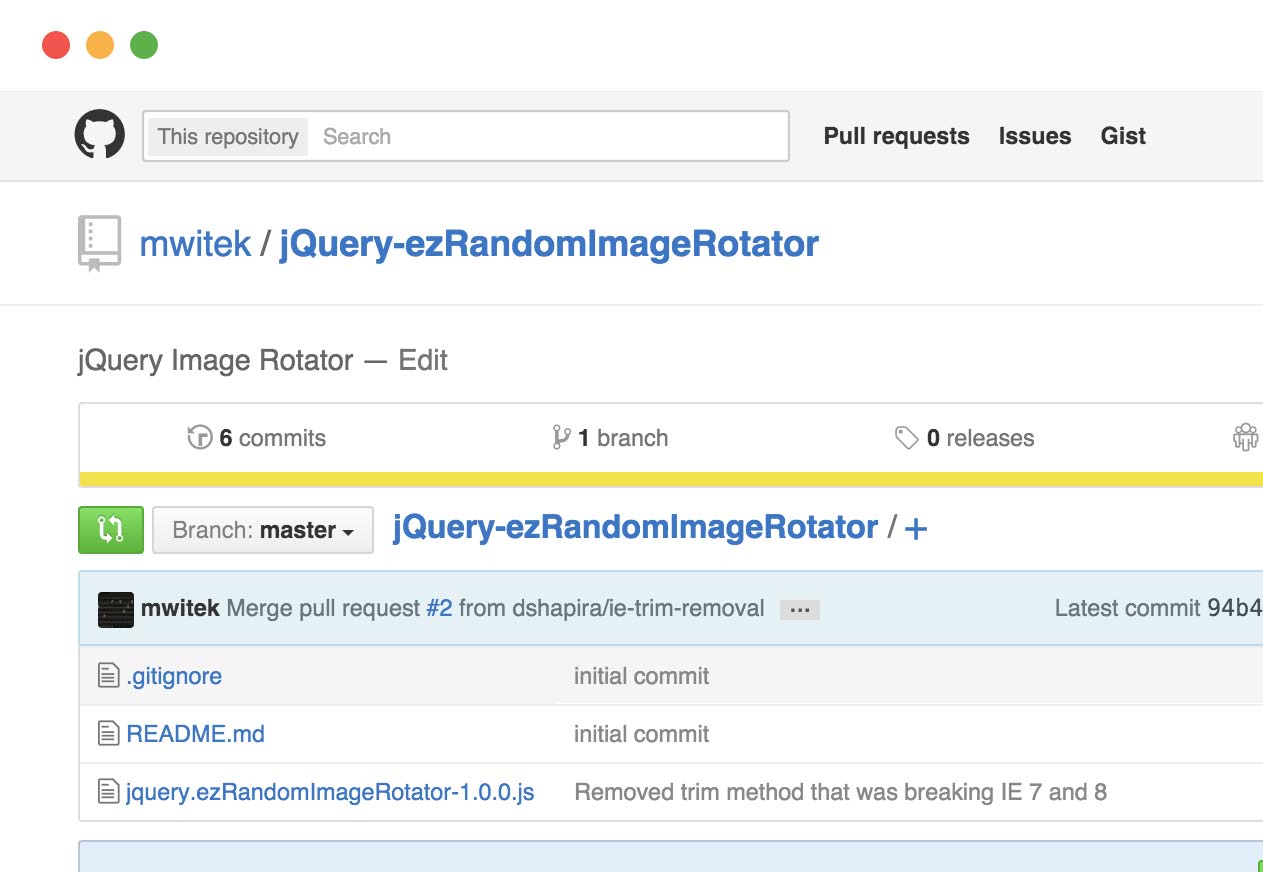 This repository Search Pull requests Issues Gist
mwitek / jQuery-ezRandomImageRotator
jQuery Image Rotator — Edit
6 commits 1 branch 0 releases
Branch: master jQuery-ezRandomImageRotator / +
mwitek Merge pull request #2 from dshapira/ie-trim-removal ... Latest commit 94b4
.gitignore initial commit
README.md initial commit
jquery.ezRandomImageRotator-1.0.0.js Removed trim method that was breaking IE 7 and 8